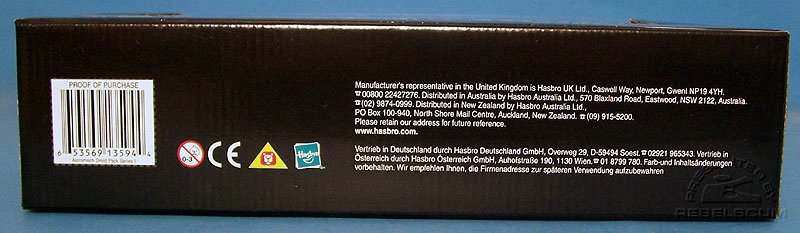 PROOF OF PURCHASE
6 53569 13594 4
Astromech Droid Pack Series I
0-3
CE
Hasbro
Manufacturer's representative in the United Kingdom is Hasbro UK Ltd., Caswell Way, Newport, Gwent NP19 4YH.
☎00800 22427276. Distributed in Australia by Hasbro Australia Ltd., 570 Blaxland Road, Eastwood, NSW 2122, Australia.
☎(02) 9874-0999. Distributed in New Zealand by Hasbro Australia Ltd.,
PO Box 100-940, North Shore Mail Centre, Auckland, New Zealand. ☎ (09) 915-5200.
Please retain our address for future reference.
www.hasbro.com.
Vertrieb in Deutschland durch Hasbro Deutschland GmbH, Overweg 29, D-59494 Soest.☎02921 965343. Vertrieb in
Österreich durch Hasbro Österreich GmbH, Auhofstraße 190, 1130 Wien.☎01 8799 780. Farb-und Inhaltsänderungen
vorbehalten. Wir empfehlen Ihnen, die Firmenadresse zur späteren Verwendung aufzubewahren
PHOTO BY
REBELSCUM